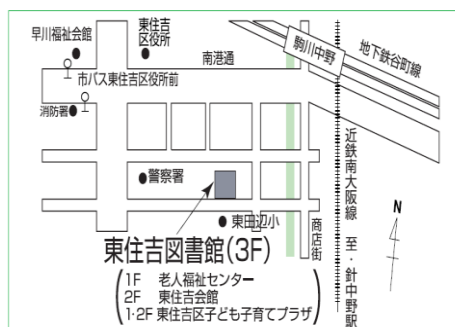 早川福祉会館
東住吉
区役所
南港通
駒川中野
地下鉄谷町線
市バス東住吉区役所前
消防署
警察署
東田辺小
商店街
近鉄南大阪線 至・針中野駅
N
東住吉図書館(3F)
1F 老人福祉センター
2F 東住吉会館
1・2F 東住吉区子ども子育てプラザ